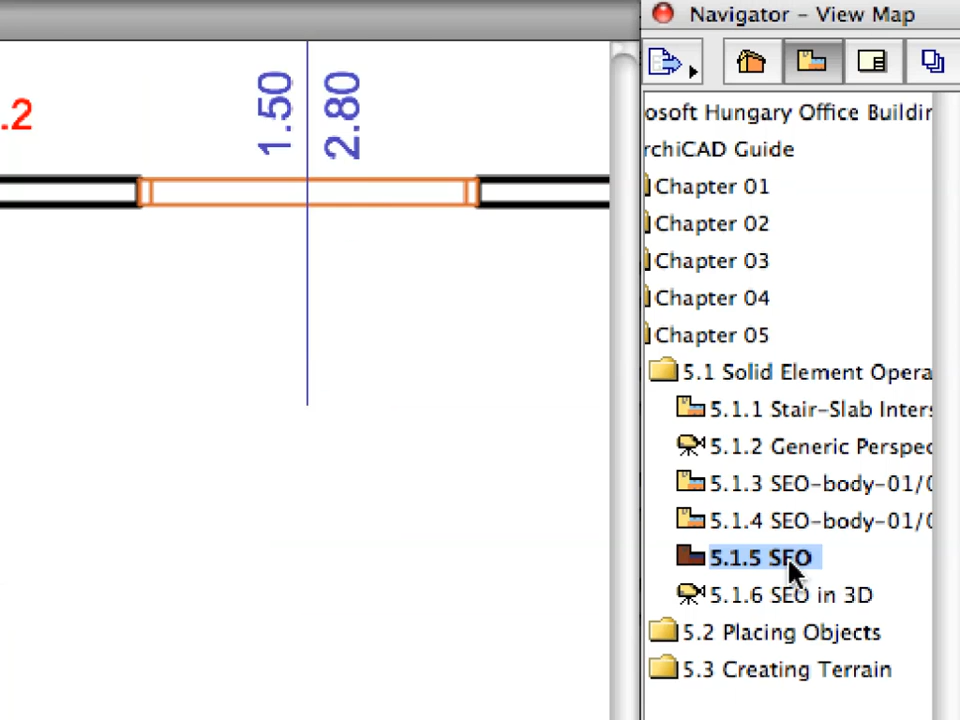 Navigator - View Map
.2
1.50
2.80
osoft Hungary Office Buildin
rchiCAD Guide
Chapter 01
Chapter 02
Chapter 03
Chapter 04
Chapter 05
5.1 Solid Element Opera
5.1.1 Stair-Slab Inters
5.1.2 Generic Perspec
5.1.3 SEO-body-01/0
5.1.4 SEO-body-01/0
5.1.5 SEO
5.1.6 SEO in 3D
5.2 Placing Objects
5.3 Creating Terrain